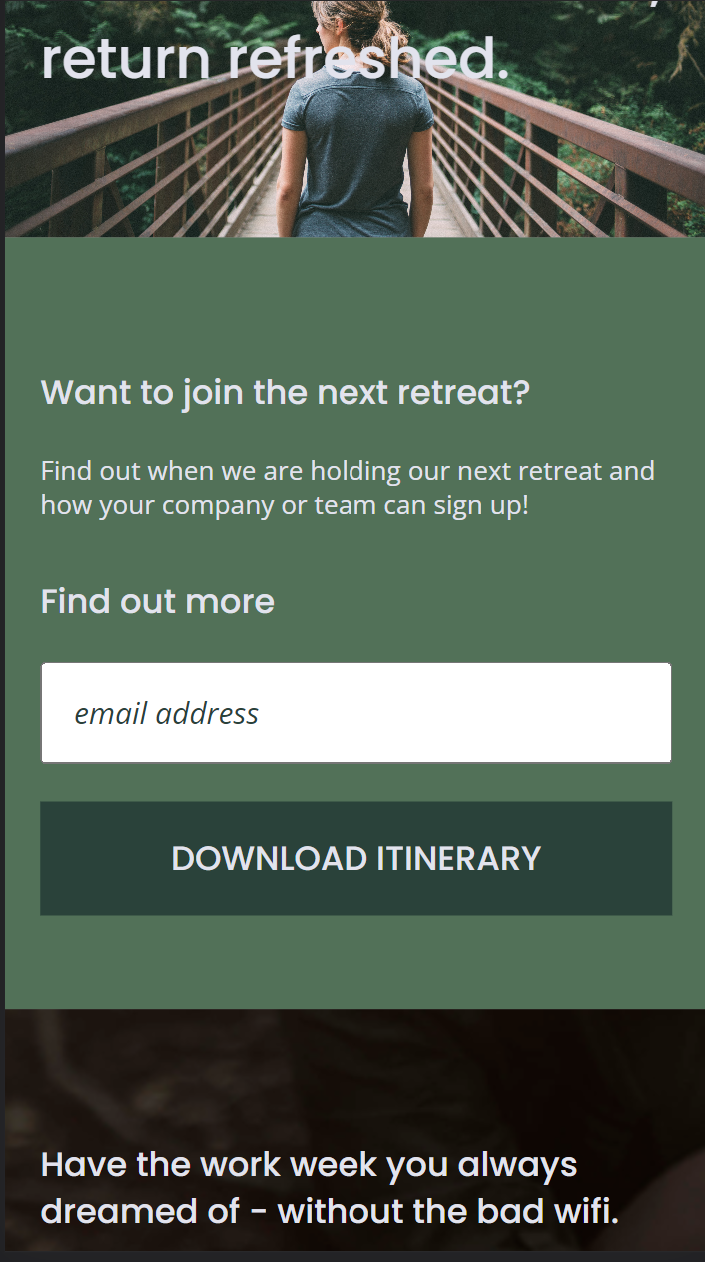 return refreshed.
Want to join the next retreat?
Find out when we are holding our next retreat and
how your company or team can sign up!
Find out more
email address
DOWNLOAD ITINERARY
Have the work week you always
dreamed of - without the bad wifi.